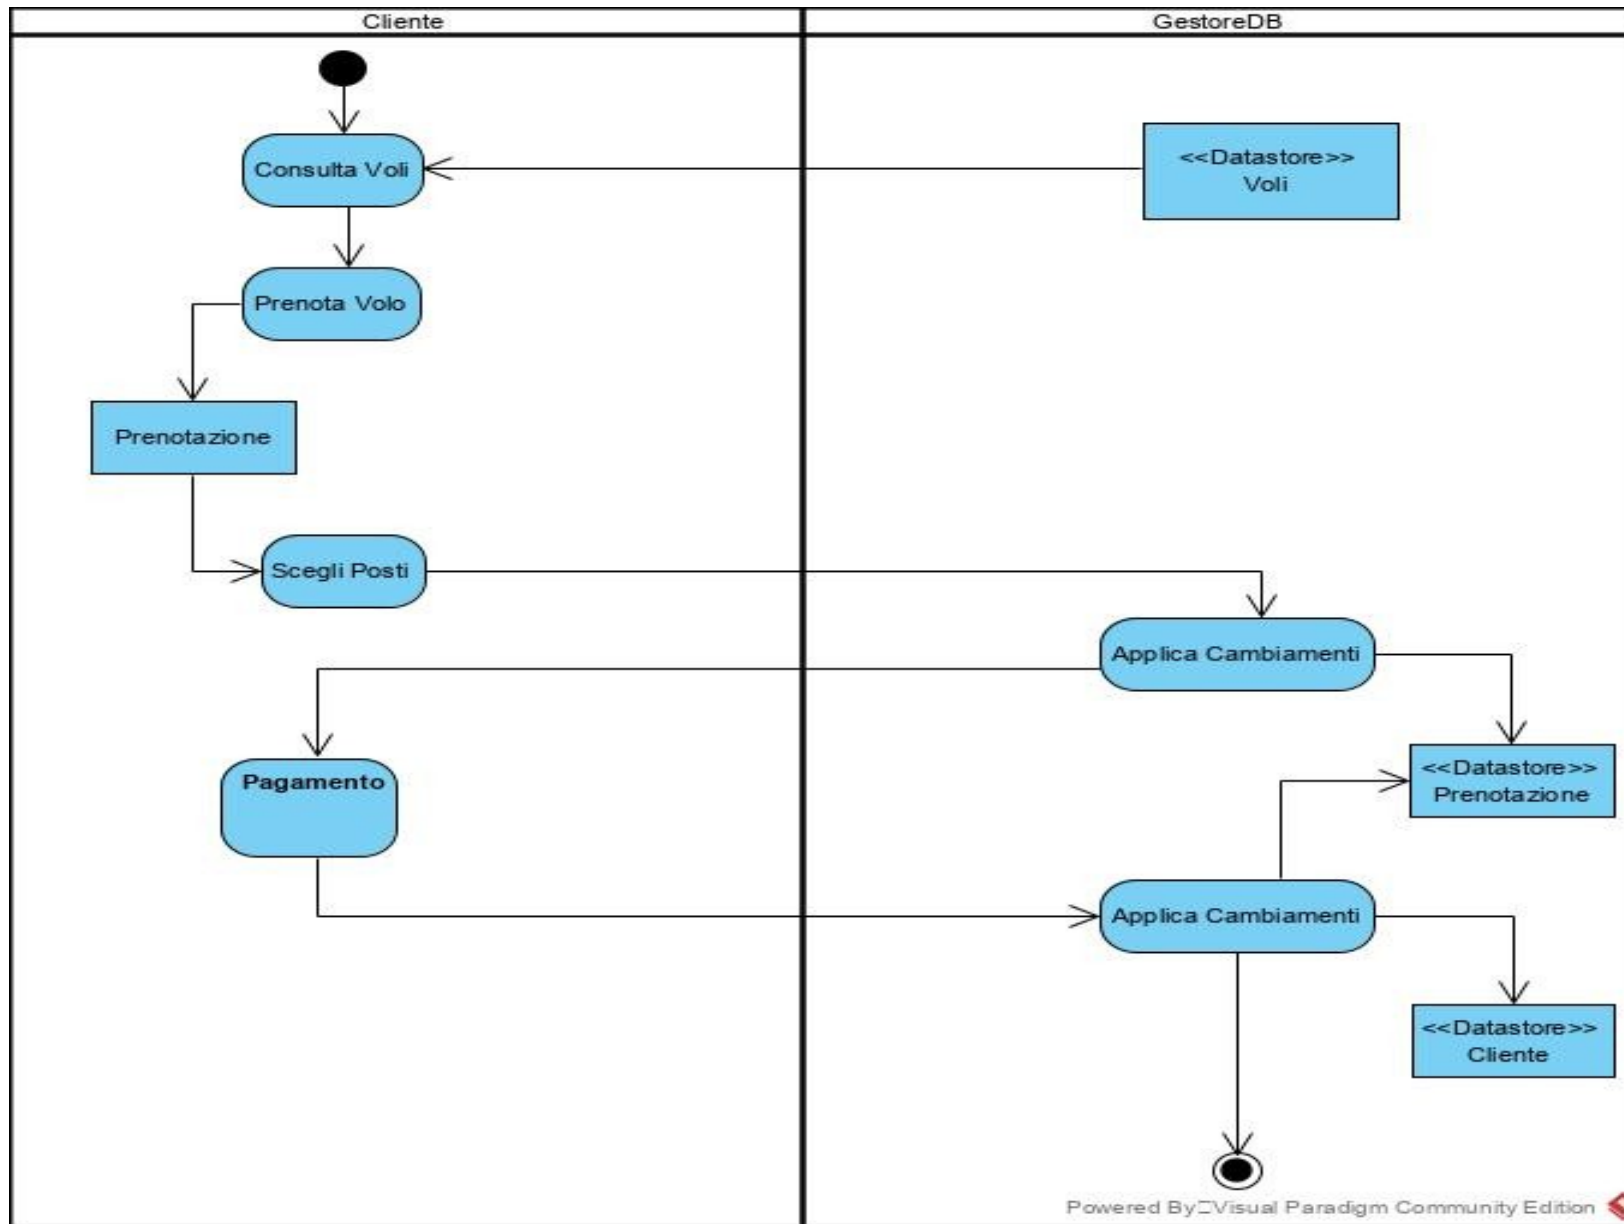 Cliente
GestoreDB
Consulta Voli
<<Datastore>>
Voli
Prenota Volo
Prenotazione
Scegli Posti
Applica Cambiamenti
Pagamento
<<Datastore>>
Prenotazione
Applica Cambiamenti
<<Datastore>>
Cliente
Powered By□Visual Paradigm Community Edition